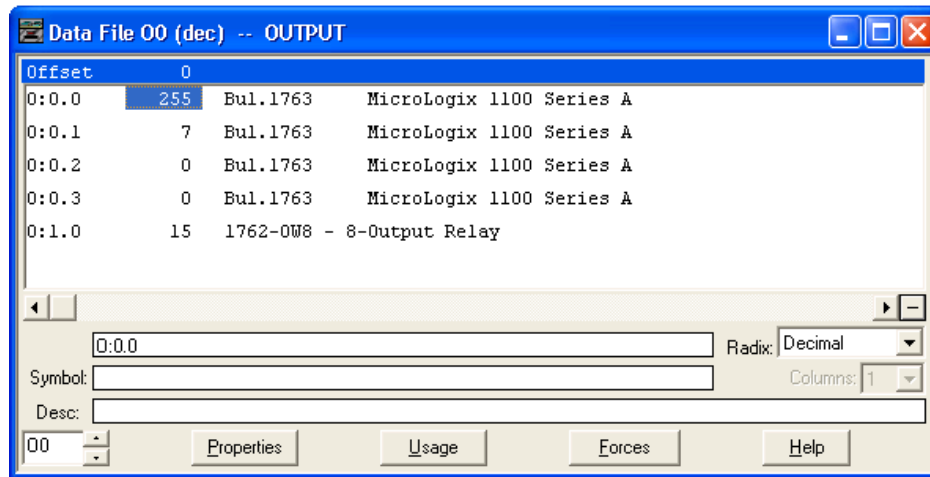 Data File O0 (dec) -- OUTPUT
Offset 0
O:0.0 255 Bul.1763 MicroLogix 1100 Series A
O:0.1 7 Bul.1763 MicroLogix 1100 Series A
O:0.2 0 Bul.1763 MicroLogix 1100 Series A
O:0.3 0 Bul.1763 MicroLogix 1100 Series A
O:1.0 15 1762-OW8 - 8-Output Relay
O:0.0 Radix: Decimal
Symbol: Columns: 1
Desc:
O0 Properties Usage Forces Help